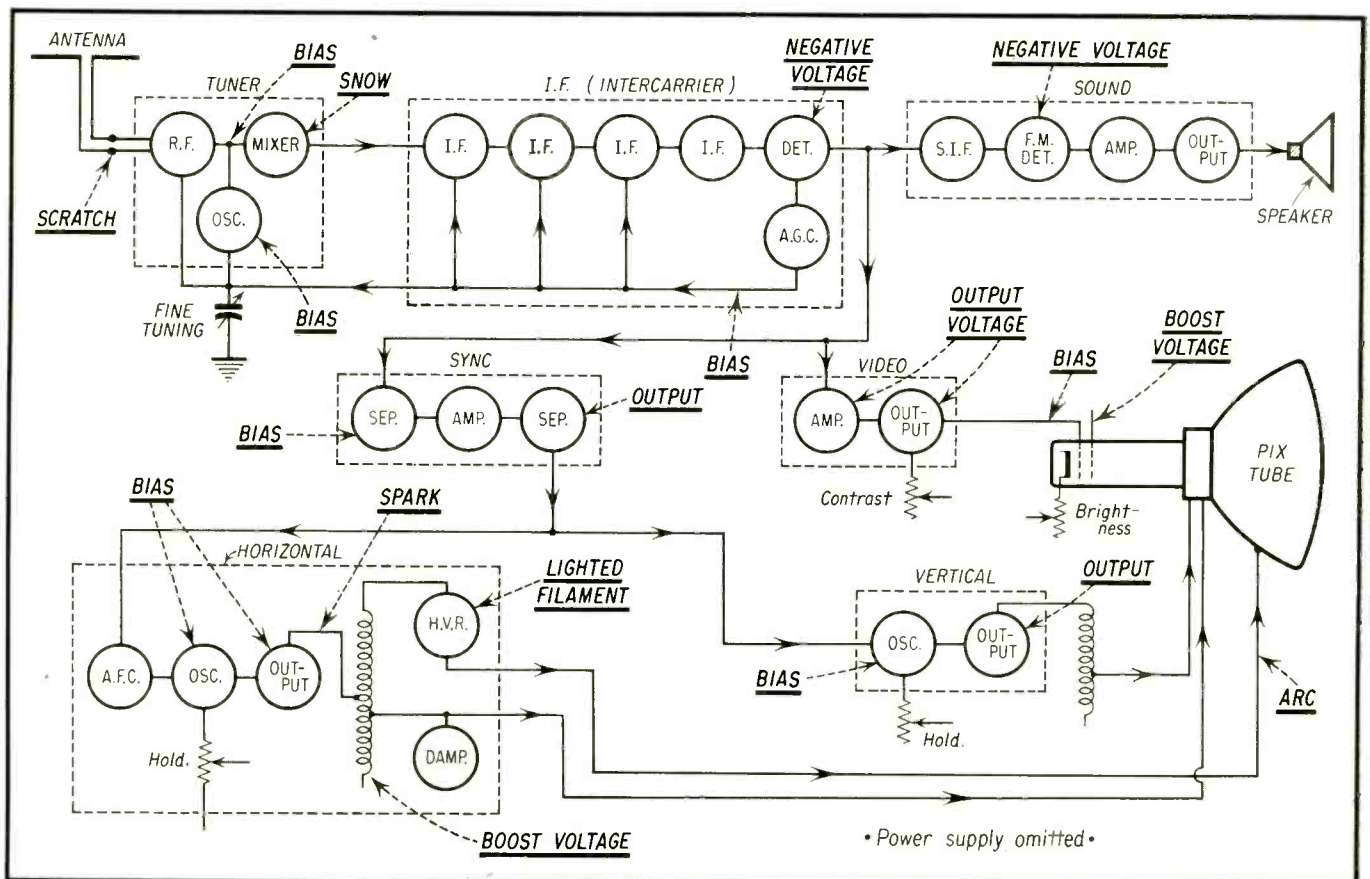 ANTENNA
TUNER
BIAS
SNOW
R.F.
MIXER
OSC.
SCRATCH
FINE
TUNING
BIAS
I.F. ( INTERCARRIER )
NEGATIVE
VOLTAGE
I.F.
I.F.
I.F.
I.F.
DET.
A.G.C.
BIAS
NEGATIVE VOLTAGE
SOUND
S.I.F.
F.M.
DET.
AMP.
OUT-
PUT
SPEAKER
SYNC
SEP.
AMP.
SEP.
BIAS
OUTPUT
OUTPUT
VOLTAGE
VIDEO
AMP.
OUT-
PUT
Contrast
BIAS
BOOST
VOLTAGE
PIX
TUBE
Bright-
ness
BIAS
SPARK
HORIZONTAL
LIGHTED
FILAMENT
H.V.R.
A.F.C.
OSC.
OUT-
PUT
Hold.
DAMP.
BOOST VOLTAGE
VERTICAL
OUTPUT
OSC.
OUT-
PUT
BIAS
Hold.
ARC
• Power supply omitted •